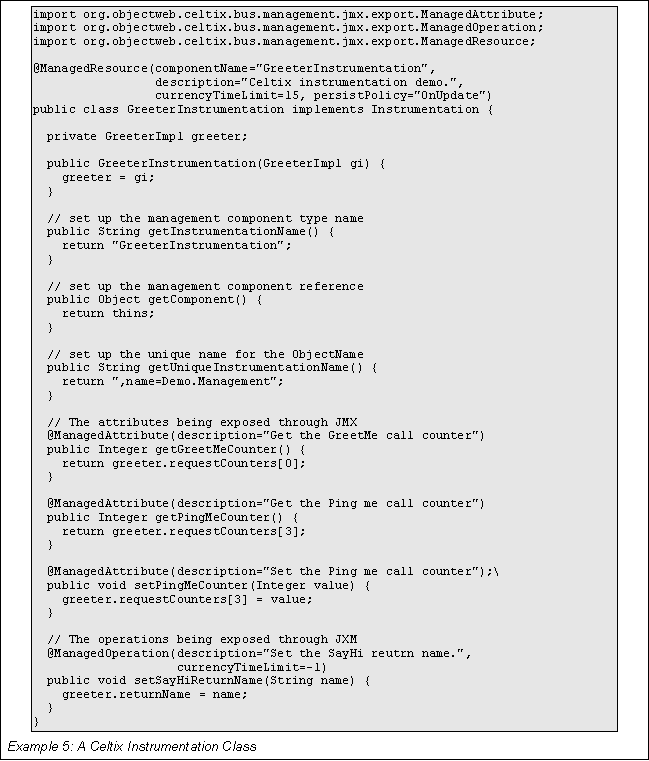 import org.objectweb.celtix.bus.management.jmx.export.ManagedAttribute;
import org.objectweb.celtix.bus.management.jmx.export.ManagedOperation;
import org.objectweb.celtix.bus.management.jmx.export.ManagedResource;
@ManagedResource(componentName="GreeterInstrumentation",
description="Celtix instrumentation demo.",
currencyTimeLimit=15, persistPolicy="OnUpdate")
public class GreeterInstrumentation implements Instrumentation {
private GreeterImpl greeter;
public GreeterInstrumentation(GreeterImpl gi) {
greeter = gi;
}
// set up the management component type name
public String getInstrumentationName() {
return "GreeterInstrumentation";
}
// set up the management component reference
public Object getComponent() {
return thins;
}
// set up the unique name for the ObjectName
public String getUniqueInstrumentationName() {
return ",name=Demo.Management";
}
// The attributes being exposed through JMX
@ManagedAttribute(description="Get the GreetMe call counter")
public Integer getGreetMeCounter() {
return greeter.requestCounters[0];
}
@ManagedAttribute(description="Get the Ping me call counter")
public Integer getPingMeCounter() {
return greeter.requestCounters[3];
}
@ManagedAttribute(description="Set the Ping me call counter");\
public void setPingMeCounter(Integer value) {
greeter.requestCounters[3] = value;
}
// The operations being exposed through JXM
@ManagedOperation(description="Set the SayHi reutrn name.",
currencyTimeLimit=-1)
public void setSayHiReturnName(String name) {
greeter.returnName = name;
}
}
Example 5: A Celtix Instrumentation Class